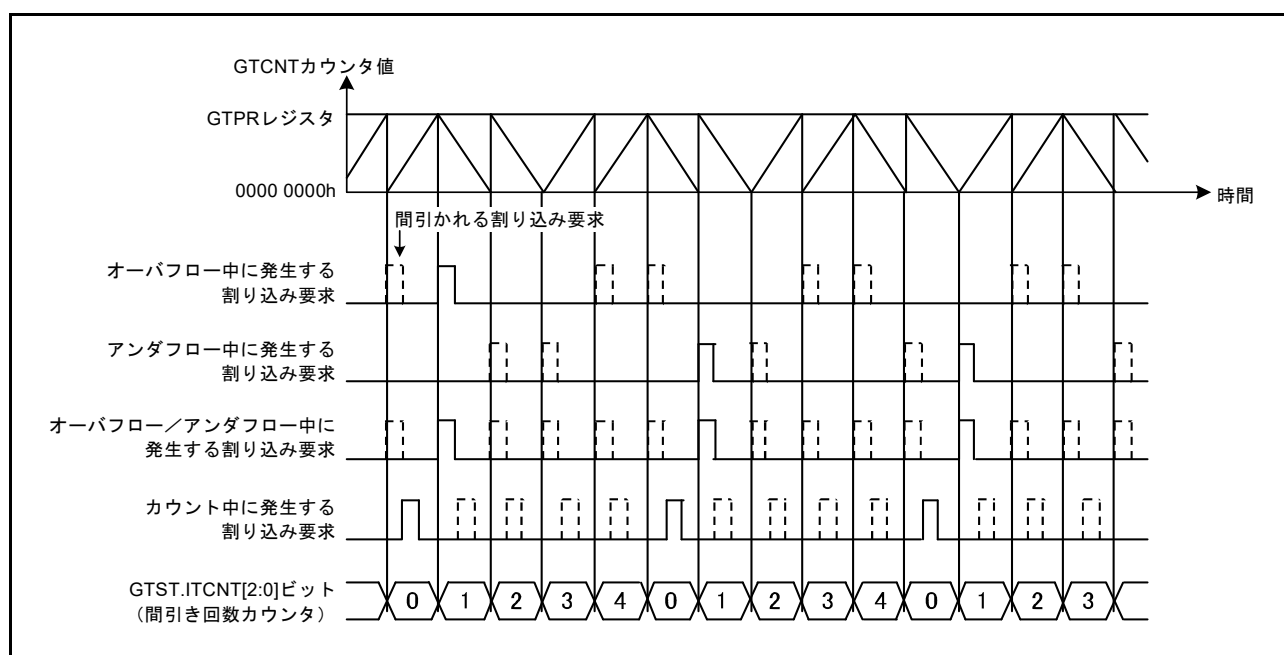 GTCNTカウンタ値
GTPRレジスタ
0000 0000h
時間
間引かれる割り込み要求
オーバフロー中に発生する
割り込み要求
アンダフロー中に発生する
割り込み要求
オーバフロー／アンダフロー中に
発生する割り込み要求
カウント中に発生する
割り込み要求
GTST.ITCNT[2:0]ビット
（間引き回数カウンタ）
0 1 2 3 4 0 1 2 3 4 0 1 2 3